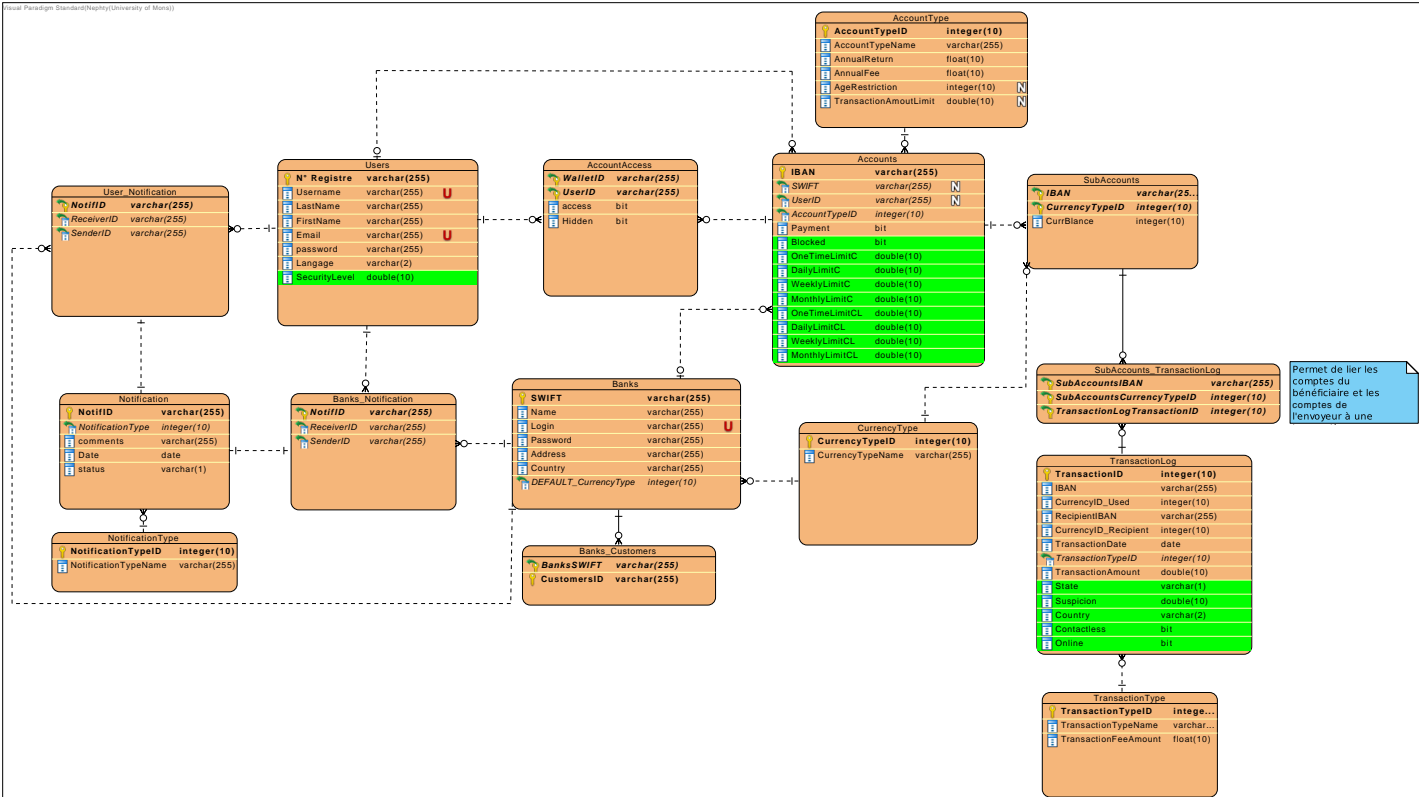 Visual Paradigm Standard(Naphty(University of Mons))
AccountType
AccountTypeID integer(10)
AccountTypeName varchar(255)
AnnualReturn float(10)
AnnualFee float(10)
AgeRestriction integer(10) N
TransactionAmoutLimit double(10) N
Users
N° Registre varchar(255)
Username varchar(255) U
LastName varchar(255)
FirstName varchar(255)
Email varchar(255) U
password varchar(255)
Langage varchar(2)
SecurityLevel double(10)
AccountAccess
WalletID varchar(255)
UserID varchar(255)
access bit
Hidden bit
Accounts
IBAN varchar(255)
SWIFT varchar(255) N
UserID varchar(255) N
AccountTypeID integer(10)
Payment bit
Blocked bit
OneTimeLimitC double(10)
DailyLimitC double(10)
WeeklyLimitC double(10)
MonthlyLimitC double(10)
OneTimeLimitCL double(10)
DailyLimitCL double(10)
WeeklyLimitCL double(10)
MonthlyLimitCL double(10)
SubAccounts
IBAN varchar(25...
CurrencyTypeID integer(10)
CurrBlance integer(10)
User_Notification
NotifID varchar(255)
ReceiverID varchar(255)
SenderID varchar(255)
SubAccounts_TransactionLog
SubAccountsIBAN varchar(255)
SubAccountsCurrencyTypeID integer(10)
TransactionLogTransactionID integer(10)
Permet de lier les
comptes du
bénéficiaire et les
comptes de
l'envoyeur à une
Notification
NotifID varchar(255)
NotificationType integer(10)
comments varchar(255)
Date date
status varchar(1)
Banks_Notification
NotifID varchar(255)
ReceiverID varchar(255)
SenderID varchar(255)
Banks
SWIFT varchar(255)
Name varchar(255)
Login varchar(255) U
Password varchar(255)
Address varchar(255)
Country varchar(255)
DEFAULT_CurrencyType integer(10)
CurrencyType
CurrencyTypeID integer(10)
CurrencyTypeName varchar(255)
TransactionLog
TransactionID integer(10)
IBAN varchar(255)
CurrencyID_Used integer(10)
RecipientIBAN varchar(255)
CurrencyID_Recipient integer(10)
TransactionDate date
TransactionTypeID integer(10)
TransactionAmount double(10)
State varchar(1)
Suspicion double(10)
Country varchar(2)
Contactless bit
Online bit
NotificationType
NotificationTypeID integer(10)
NotificationTypeName varchar(255)
Banks_Customers
BanksSWIFT varchar(255)
CustomersID varchar(255)
TransactionType
TransactionTypeID intege...
TransactionTypeName varchar...
TransactionFeeAmount float(10)